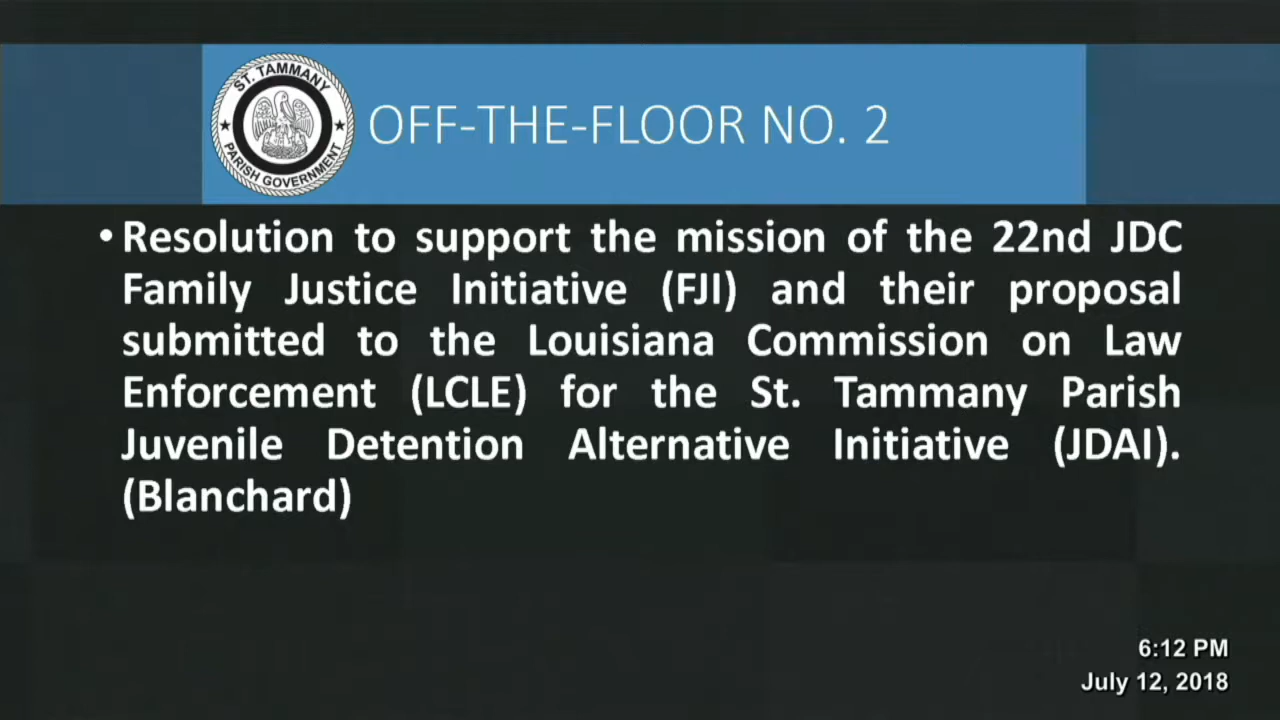 ST. TAMMANY
PARISH GOVERNMENT
OFF-THE-FLOOR NO. 2
• Resolution to support the mission of the 22nd JDC
Family Justice Initiative (FJI) and their proposal
submitted to the Louisiana Commission on Law
Enforcement (LCLE) for the St. Tammany Parish
Juvenile Detention Alternative Initiative (JDAI).
(Blanchard)
6:12 PM
July 12, 2018